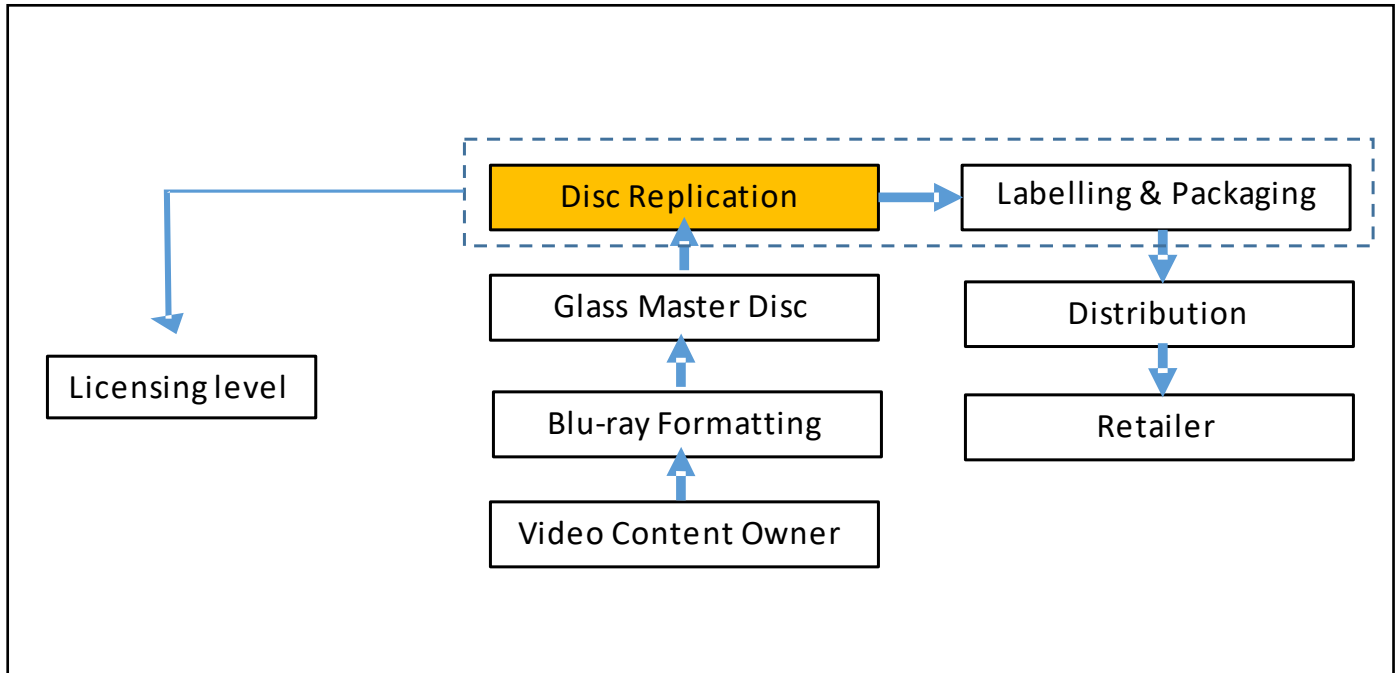 Disc Replication
Labelling & Packaging
Glass Master Disc
Distribution
Licensing level
Blu-ray Formatting
Retailer
Video Content Owner